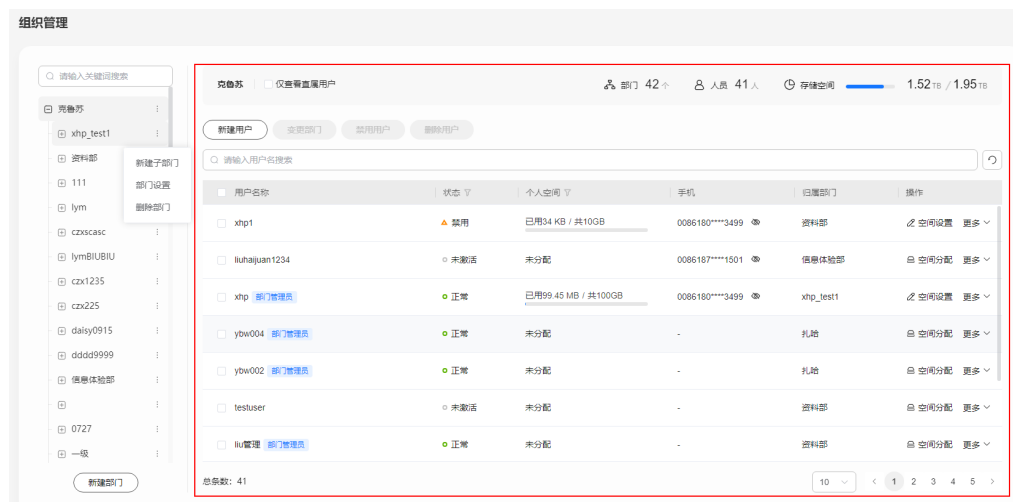 组织管理
请输入关键词搜索
克鲁苏
xhp_test1
资料部
111
lym
czxscasc
lymBIUBIU
czx1235
czx225
daisy0915
dddd9999
信息体验部
0727
一级
新建部门
新建子部门
部门设置
删除部门
克鲁苏 仅查看直属用户 部门 42个 人员 41人 存储空间 1.52TB / 1.95TB
新建用户 变更部门 禁用用户 删除用户
请输入用户名搜索
用户名称 状态 个人空间 手机 归属部门 操作
xhp1 禁用 已用34 KB / 共10GB 0086180****3499 资料部 空间设置 更多
liuhaijuan1234 未激活 未分配 0086187****1501 信息体验部 空间分配 更多
xhp 部门管理员 正常 已用99.45 MB / 共100GB 0086180****3499 xhp_test1 空间设置 更多
ybw004 部门管理员 正常 未分配 - 扎哈 空间分配 更多
ybw002 部门管理员 正常 未分配 - 扎哈 空间分配 更多
testuser 未激活 未分配 - 资料部 空间分配 更多
liu管理 部门管理员 正常 未分配 - 资料部 空间分配 更多
总条数: 41 10 < 1 2 3 4 5 >